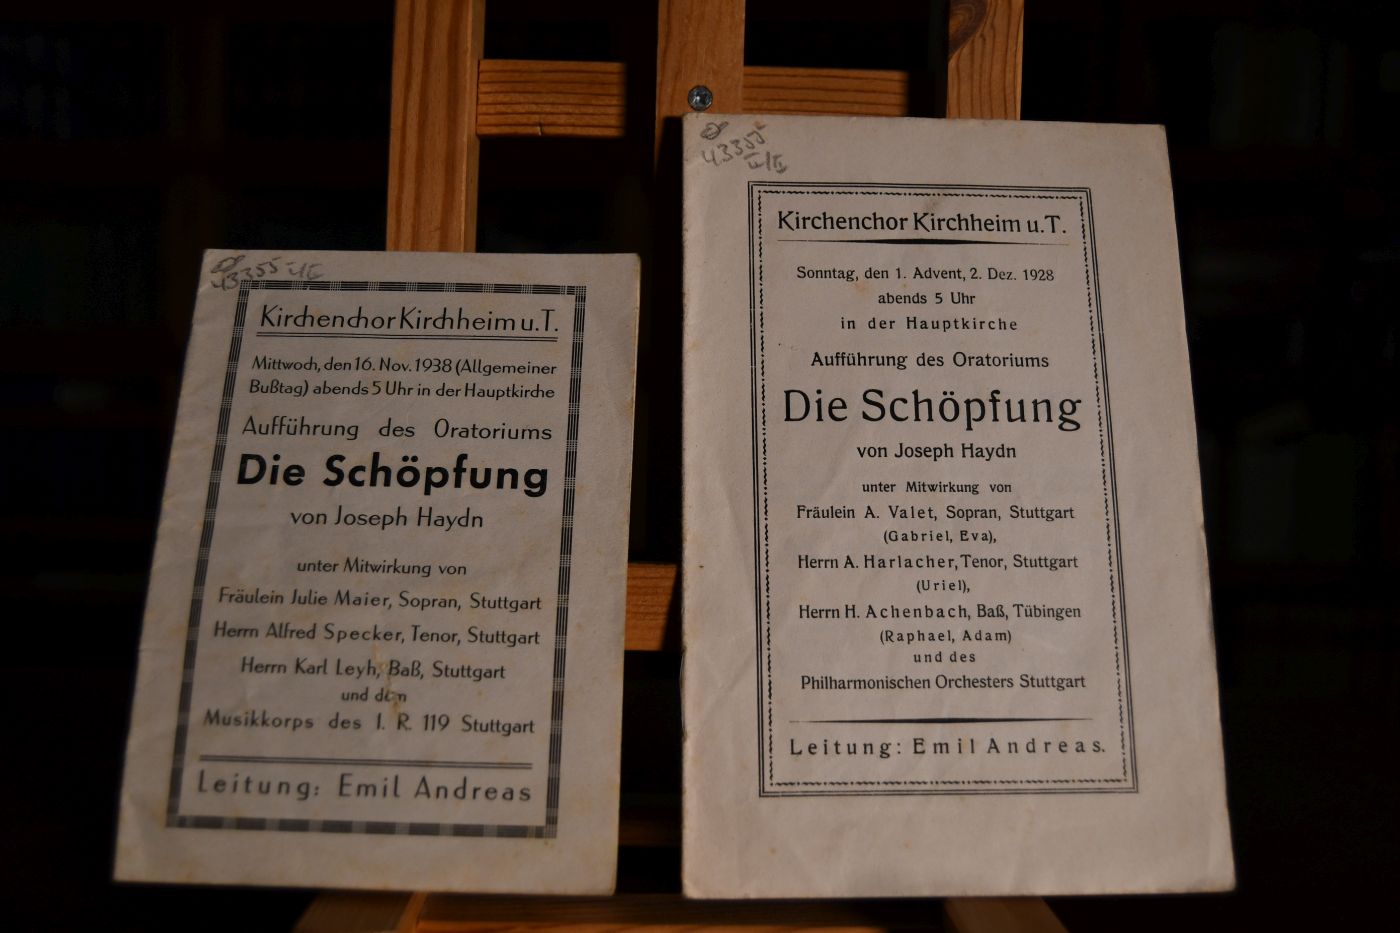 43355
Kirchenchor Kirchheim u.T.
Mittwoch, den 16. Nov. 1938 (Allgemeiner
Bußtag) abends 5 Uhr in der Hauptkirche
Aufführung des Oratoriums
Die Schöpfung
von Joseph Haydn
unter Mitwirkung von
Fräulein Julie Maier, Sopran, Stuttgart
Herrn Alfred Specker, Tenor, Stuttgart
Herrn Karl Leyh, Baß, Stuttgart
und dem
Musikkorps des I. R. 119 Stuttgart
Leitung: Emil Andreas
43355
Kirchenchor Kirchheim u.T.
Sonntag, den 1. Advent, 2. Dez. 1928
abends 5 Uhr
in der Hauptkirche
Aufführung des Oratoriums
Die Schöpfung
von Joseph Haydn
unter Mitwirkung von
Fräulein A. Valet, Sopran, Stuttgart
(Gabriel, Eva),
Herrn A. Harlacher, Tenor, Stuttgart
(Uriel),
Herrn H. Achenbach, Baß, Tübingen
(Raphael, Adam)
und des
Philharmonischen Orchesters Stuttgart
Leitung: Emil Andreas.